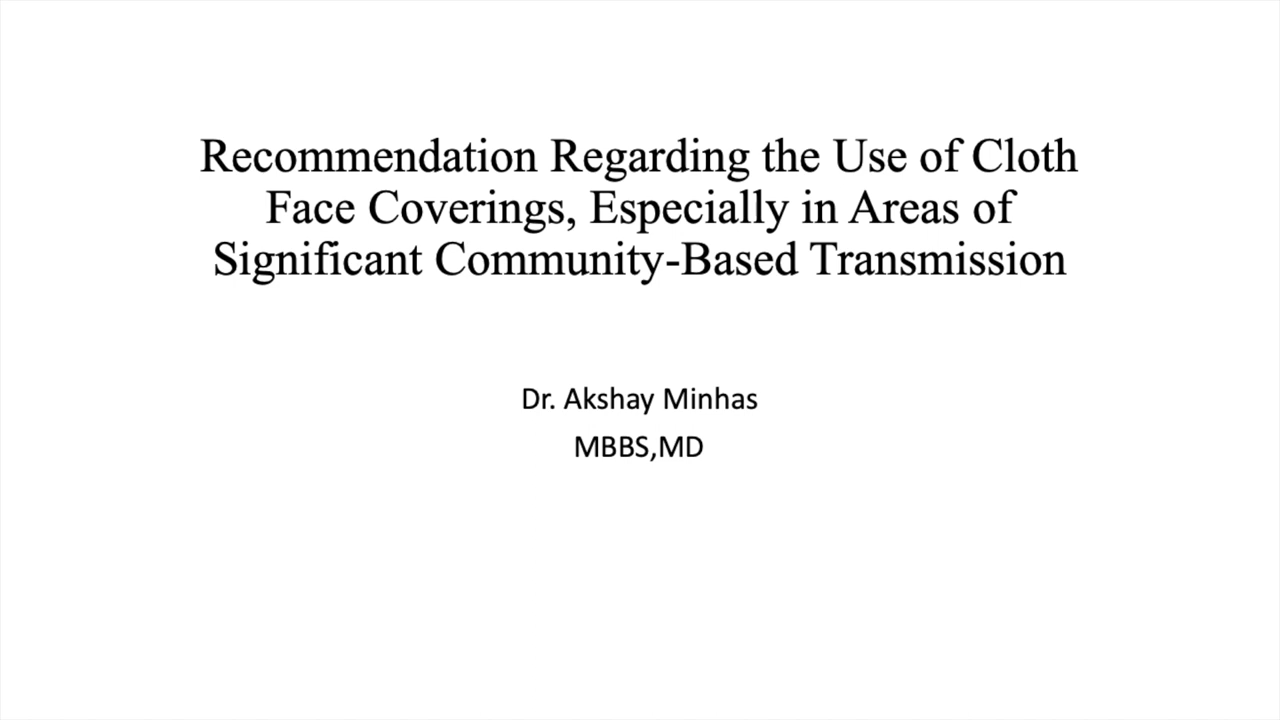 Recommendation Regarding the Use of Cloth
Face Coverings, Especially in Areas of
Significant Community-Based Transmission
Dr. Akshay Minhas
MBBS,MD